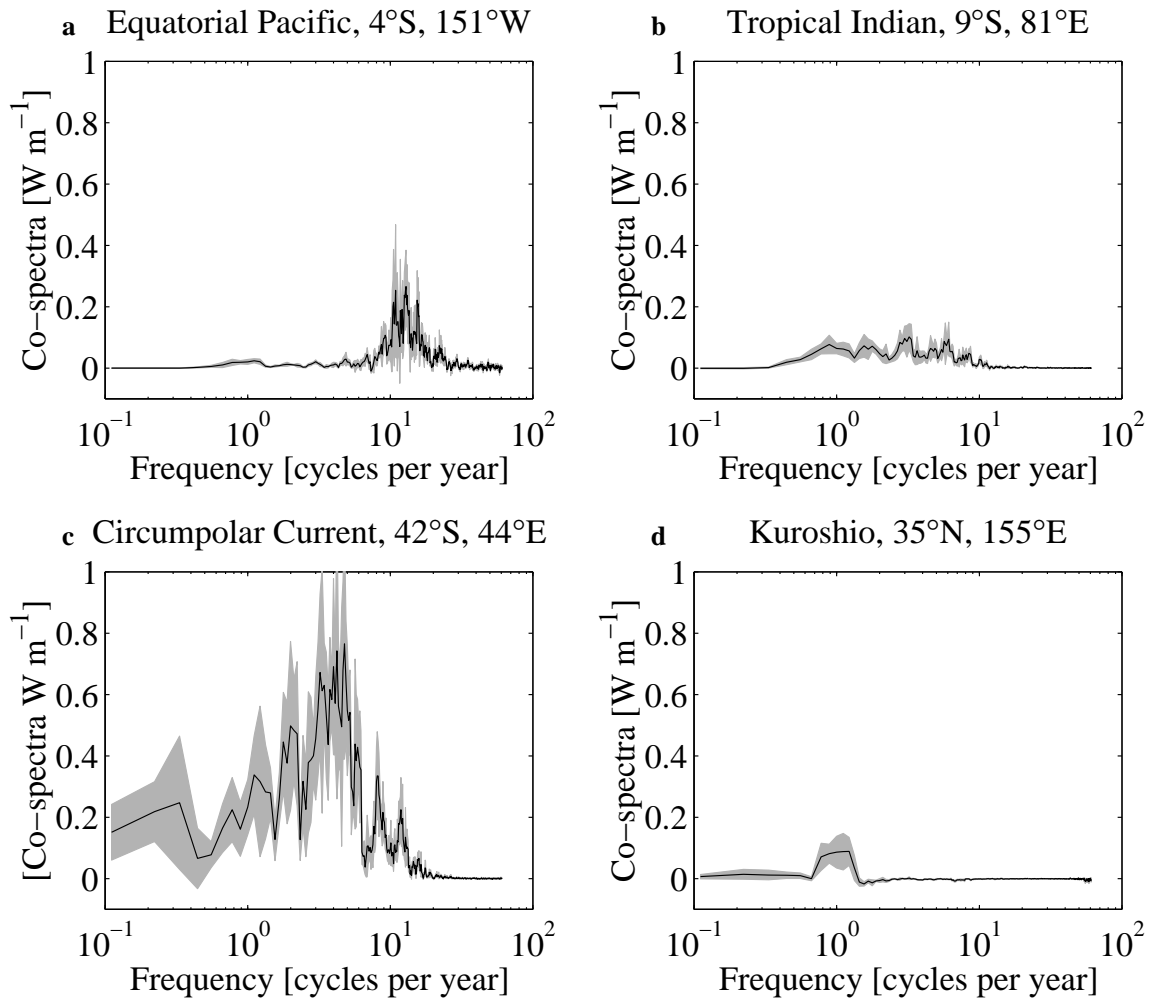 a Equatorial Pacific, 4°S, 151°W
1
0.8
0.6
0.4
0.2
0
Co−spectra [W m−1]
10−1 100 101 102
Frequency [cycles per year]
b Tropical Indian, 9°S, 81°E
1
0.8
0.6
0.4
0.2
0
Co−spectra [W m−1]
10−1 100 101 102
Frequency [cycles per year]
c Circumpolar Current, 42°S, 44°E
1
0.8
0.6
0.4
0.2
0
[Co−spectra W m−1]
10−1 100 101 102
Frequency [cycles per year]
d Kuroshio, 35°N, 155°E
1
0.8
0.6
0.4
0.2
0
Co−spectra [W m−1]
10−1 100 101 102
Frequency [cycles per year]